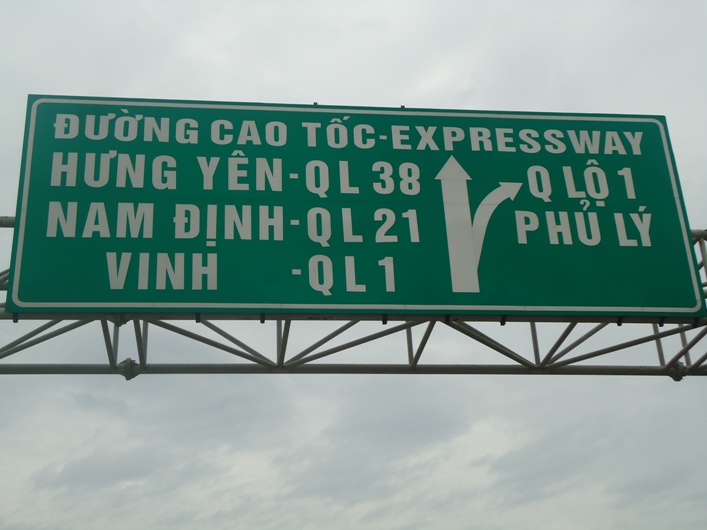 ĐƯỜNG CAO TỐC-EXPRESSWAY
HƯNG YÊN-QL 38
NAM ĐỊNH-QL 21
VINH -QL 1
Q LỘ 1
PHỦ LÝ